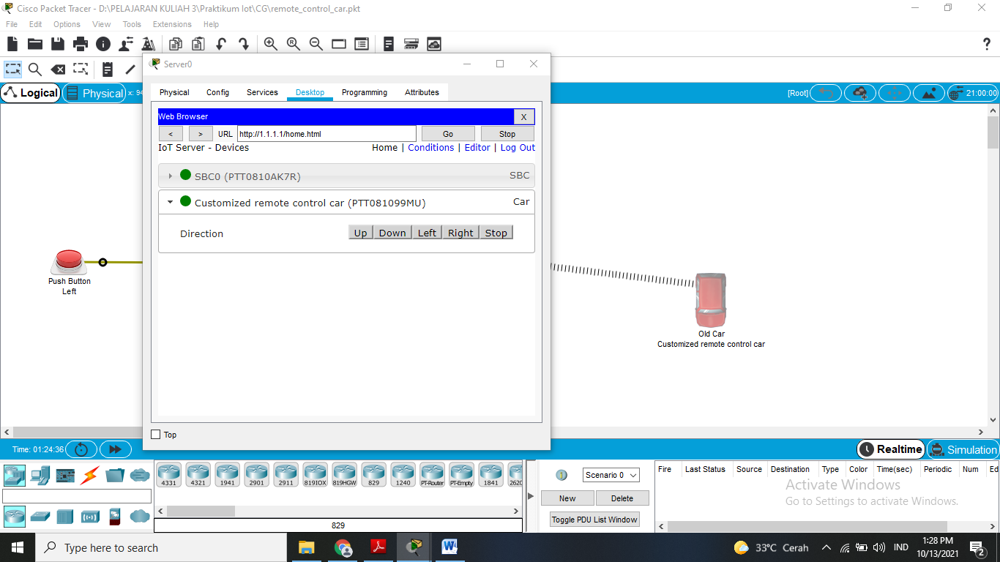 Cisco Packet Tracer - D:\PELAJARAN KULIAH 3\Praktikum Iot\CG\remote_control_car.pkt
File Edit Options View Tools Extensions Help
?
Server0
Logical Physical x: 94
[Root] 21:00:00
Physical Config Services Desktop Programming Attributes
Web Browser X
< > URL http://1.1.1.1/home.html Go Stop
IoT Server - Devices Home | Conditions | Editor | Log Out
SBC0 (PTT0810AK7R) SBC
Customized remote control car (PTT081099MU) Car
Direction Up Down Left Right Stop
Push Button
Left
Old Car
Customized remote control car
Top
Time: 01:24:36 Realtime Simulation
4331 4321 1941 2901 2911 819IOX 819HGW 829 1240 PT-Router PT-Empty 1841 2620
829
Scenario 0
New Delete
Toggle PDU List Window
Fire Last Status Source Destination Type Color Time(sec) Periodic Num Ed
Activate Windows
Go to Settings to activate Windows.
Type here to search
33°C Cerah IND 1:28 PM
10/13/2021 2